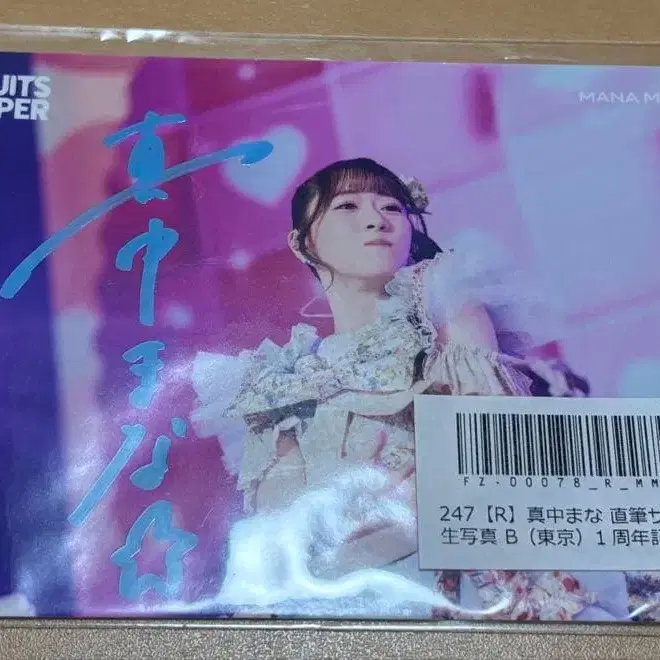 UITS
PER
MANA M
真中まな
FZ-00078_R_MM
247【R】真中まな 直筆サ
生写真 B（東京）1 周年記